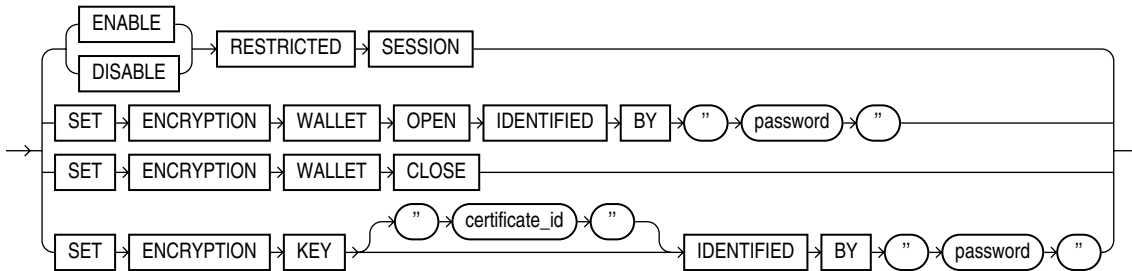 ENABLE
DISABLE
RESTRICTED SESSION
SET ENCRYPTION WALLET OPEN IDENTIFIED BY ” password ”
SET ENCRYPTION WALLET CLOSE
” certificate_id ”
SET ENCRYPTION KEY IDENTIFIED BY ” password ”